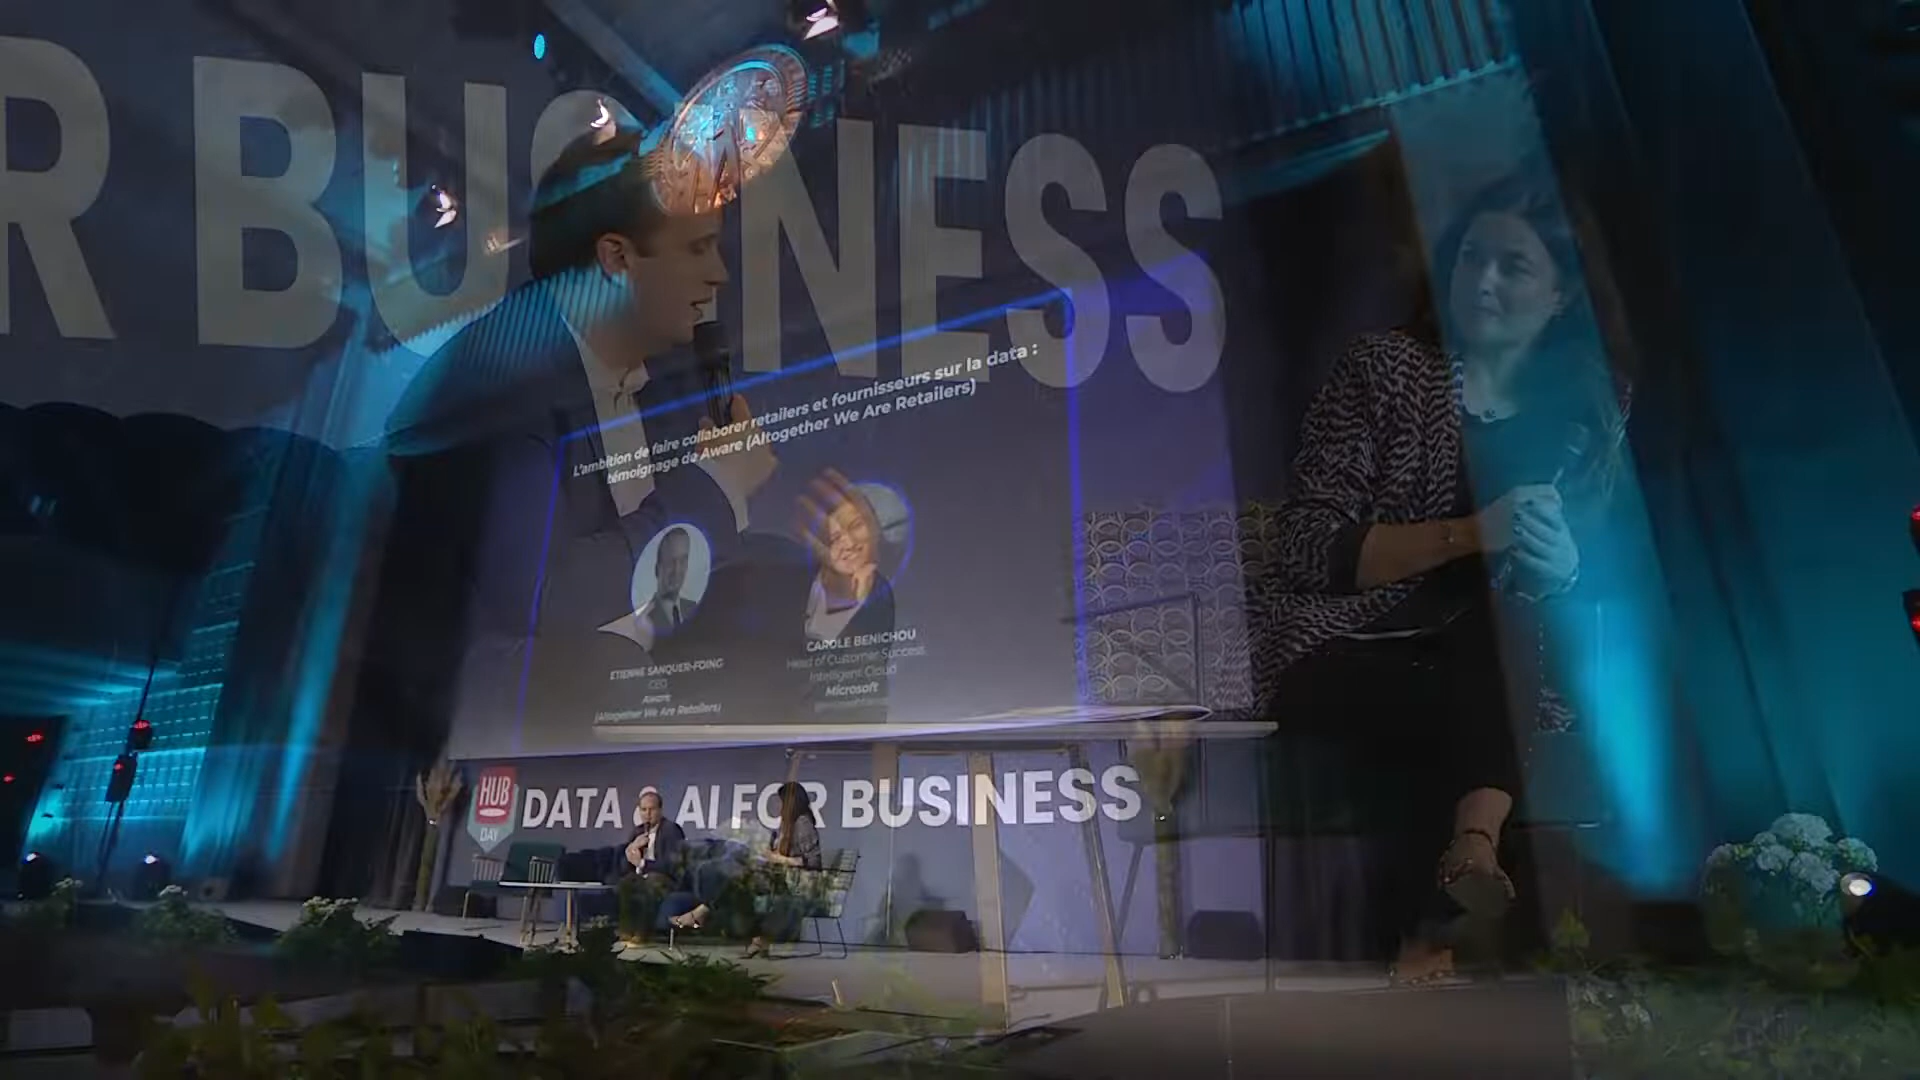 R BUSINESS
L'ambition de faire collaborer retailers et fournisseurs sur la data :
témoignage de Aware (Altogether We Are Retailers)
ETIENNE SANQUER-FOING
CEO
Aware
(Altogether We Are Retailers)
CAROLE BENICHOU
Head of Customer Success,
Intelligent Cloud
Microsoft
HUB
DAY
DATA & AI FOR BUSINESS